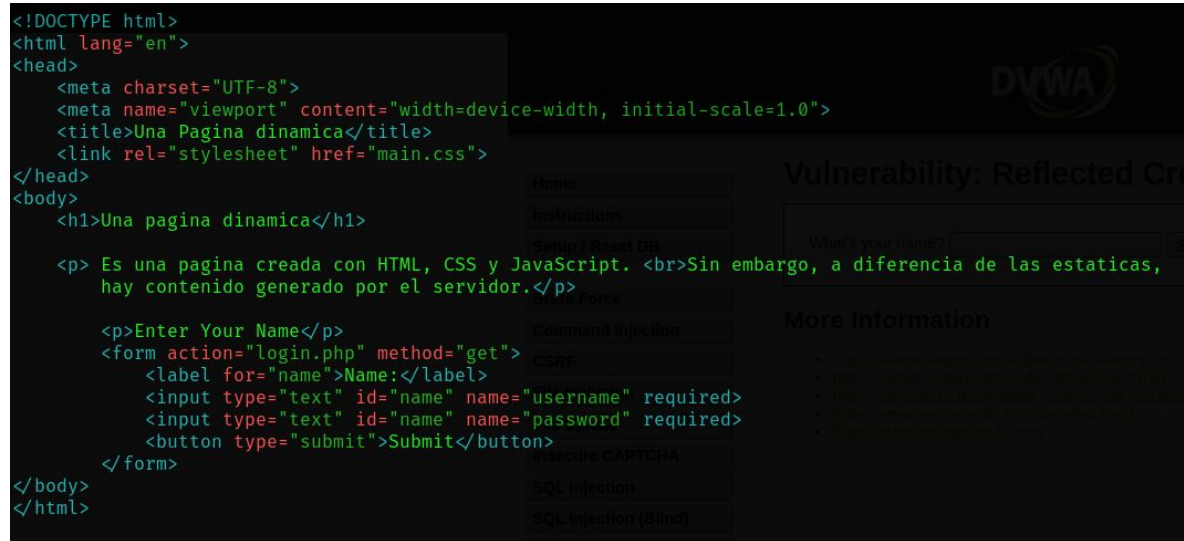 <!DOCTYPE html>
<html lang="en">
<head>
    <meta charset="UTF-8">
    <meta name="viewport" content="width=device-width, initial-scale=1.0">
    <title>Una Pagina dinamica</title>
    <link rel="stylesheet" href="main.css">
</head>
<body>
    <h1>Una pagina dinamica</h1>
    <p> Es una pagina creada con HTML, CSS y JavaScript. <br>Sin embargo, a diferencia de las estaticas,
        hay contenido generado por el servidor.</p>
        <p>Enter Your Name</p>
        <form action="login.php" method="get">
            <label for="name">Name:</label>
            <input type="text" id="name" name="username" required>
            <input type="text" id="name" name="password" required>
            <button type="submit">Submit</button>
        </form>
</body>
</html>
DVWA
Home
Instructions
Setup / Reset DB
Brute Force
Command Injection
CSRF
Insecure CAPTCHA
SQL Injection
SQL Injection (Blind)
Vulnerability: Reflected
What's your name?
More Information